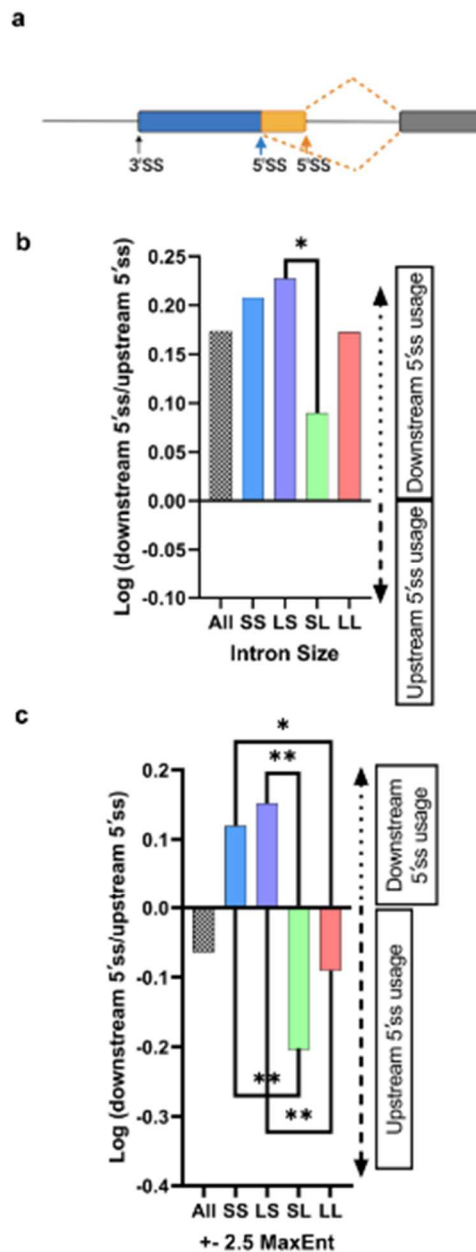 a
3'SS 5'SS 5'SS
b
Log (downstream 5'ss/upstream 5'ss)
0.25
0.20
0.15
0.10
0.05
0.00
-0.05
-0.10
*
All SS LS SL LL
Intron Size
Downstream 5'ss usage
Upstream 5'ss usage
c
Log (downstream 5'ss/upstream 5'ss)
0.2
0.1
0.0
-0.1
-0.2
-0.3
-0.4
*
**
**
**
All SS LS SL LL
+- 2.5 MaxEnt
Downstream
5'ss usage
Upstream 5'ss usage